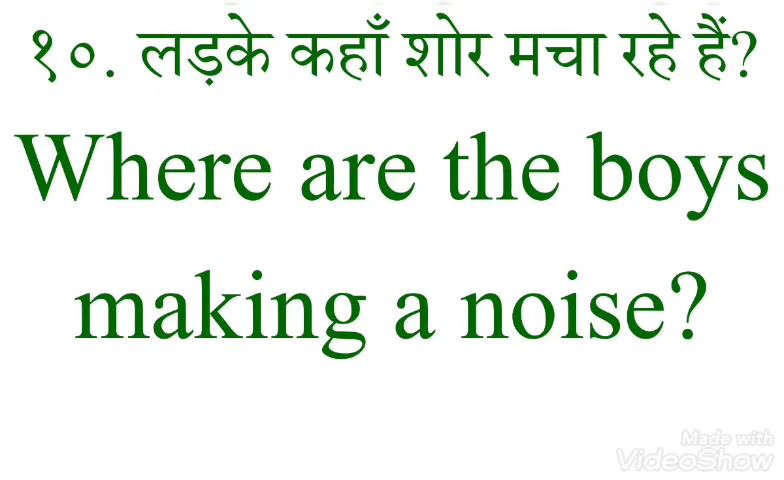 १०. लड़के कहाँ शोर मचा रहे हैं?
Where are the boys
making a noise?
Made with
VideoShow